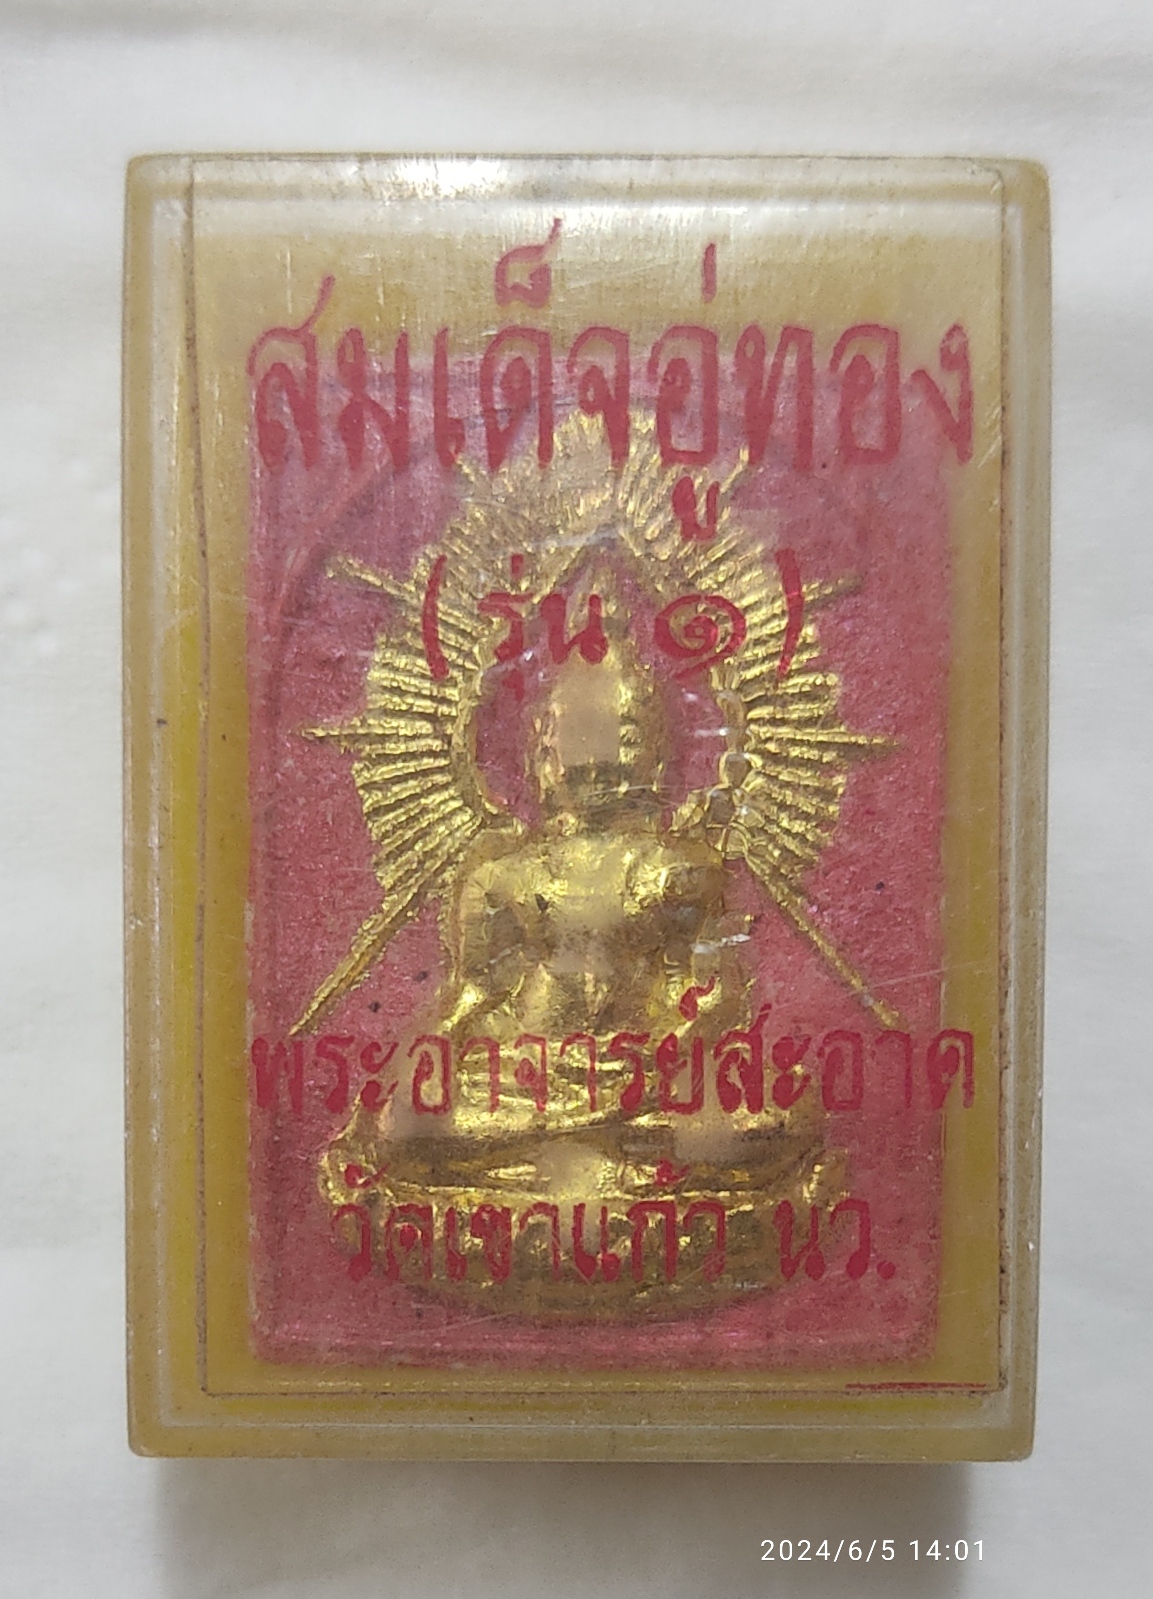 สมเด็จอู่ทอง
(รุ่น ๑)
พระอาจารย์สะอาด
วัดเขาแก้ว นว.
2024/6/5 14:01